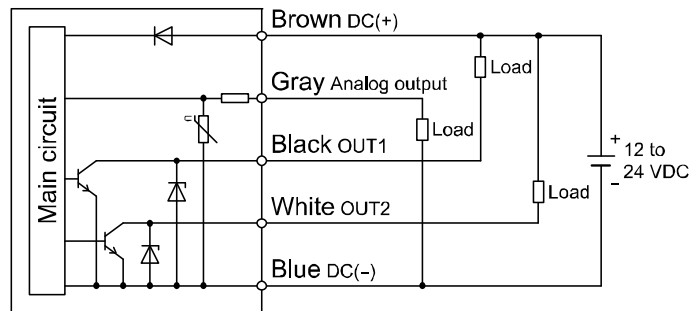 Brown DC(+)
Load
Gray Analog output
Load
Main circuit
Black OUT1
+
12 to
24 VDC
−
White OUT2
Load
Blue DC(−)